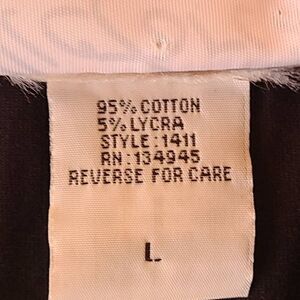 95% COTTON
5% LYCRA
STYLE:1411
RN:134945
REVERSE FOR CARE
L